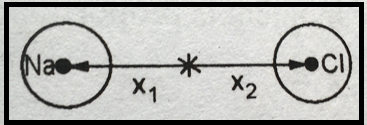 Na Cl
x₁ x₂